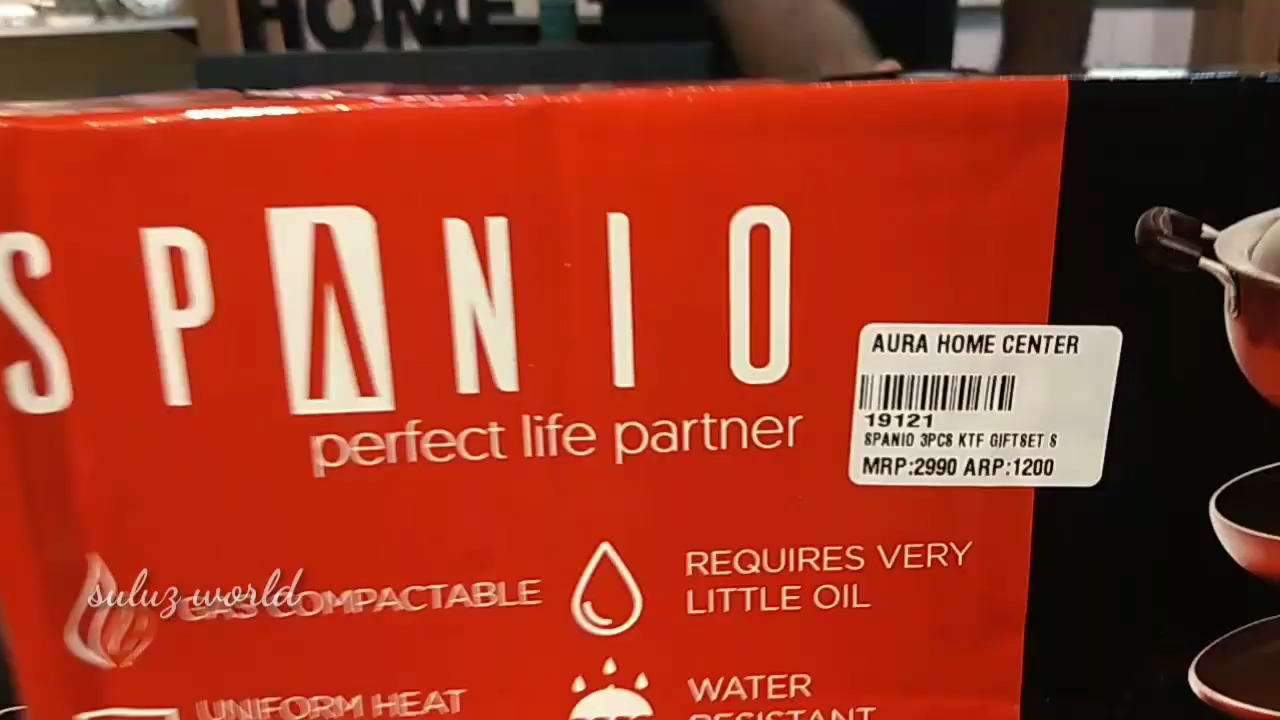 HOME
SPANIO
perfect life partner
AURA HOME CENTER
19121
SPANIO 3PCS KTF GIFTSET S
MRP:2990 ARP:1200
suluz world
GAS COMPACTABLE
REQUIRES VERY
LITTLE OIL
UNIFORM HEAT
WATER
RESISTANT